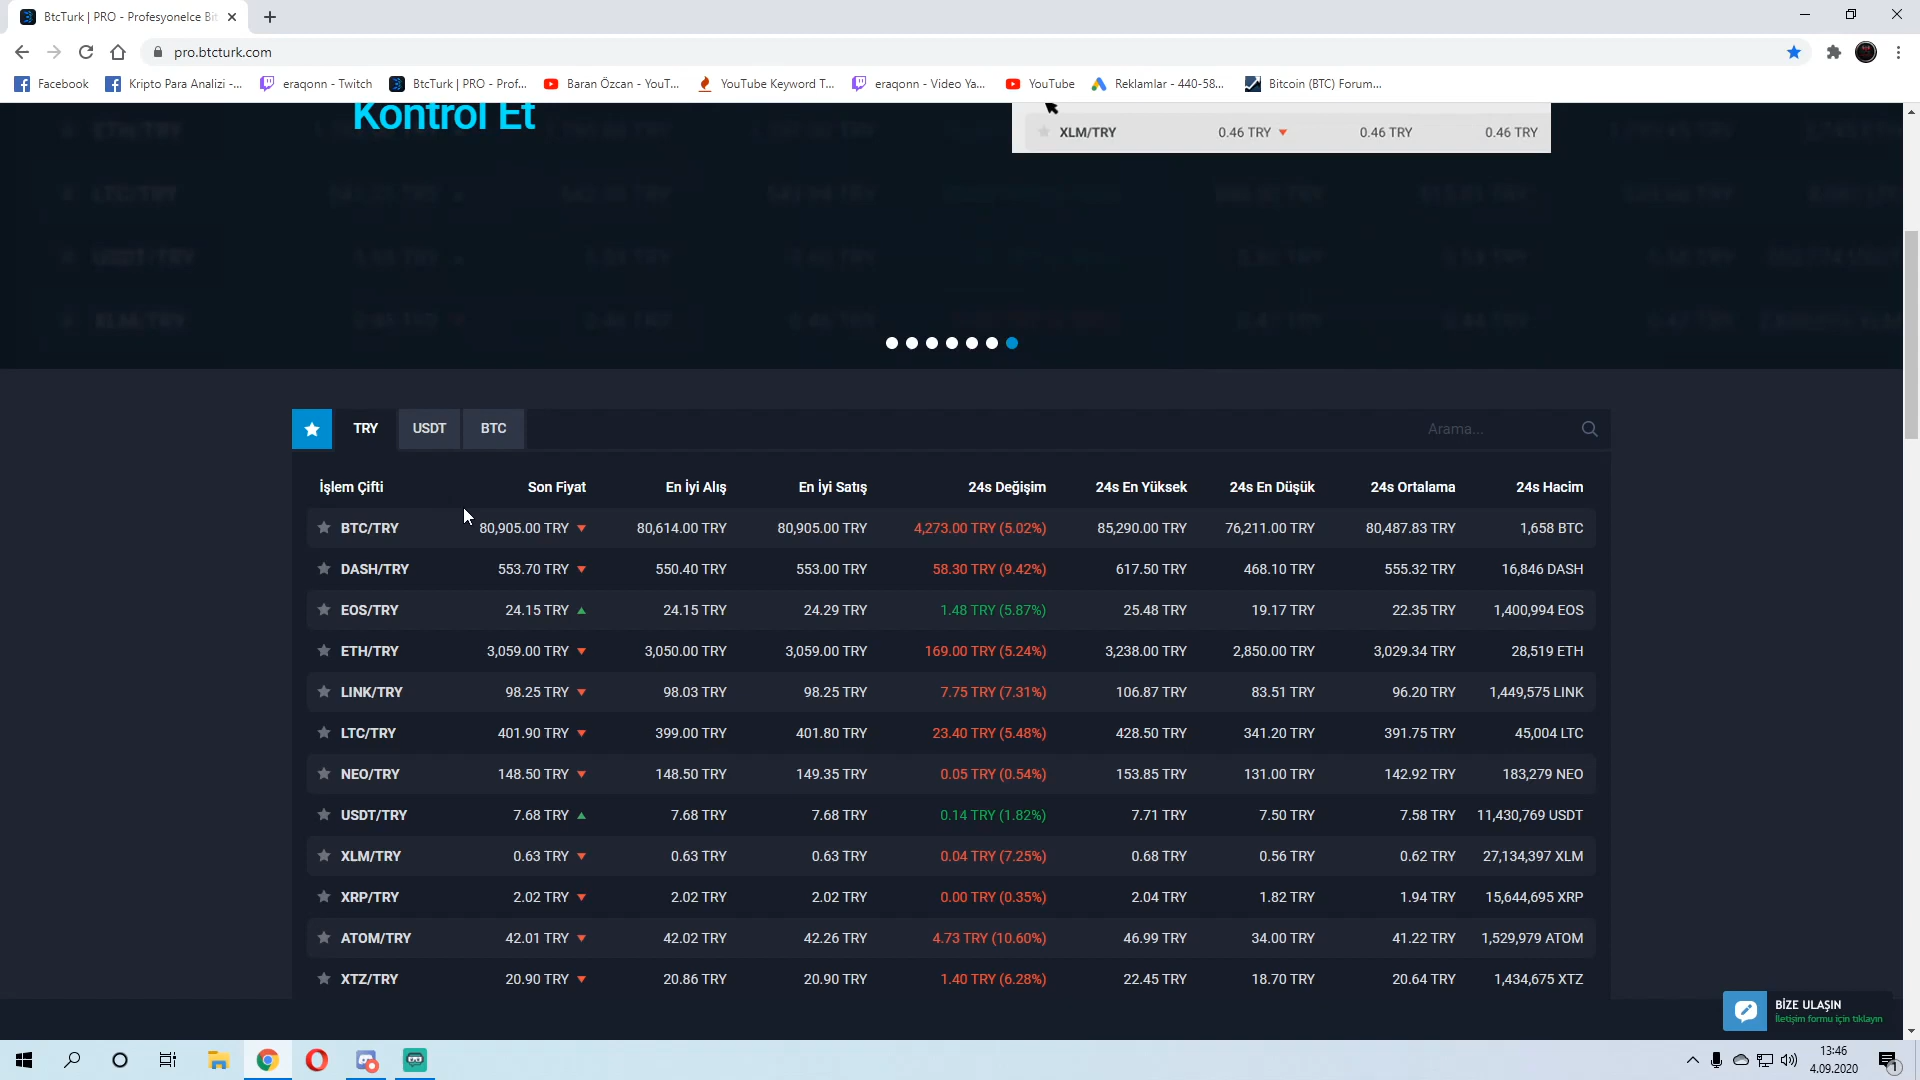 BtcTurk | PRO - Profesyonelce Bit
pro.btcturk.com
Facebook
Kripto Para Analizi -...
eraqonn - Twitch
BtcTurk | PRO - Prof...
Baran Özcan - YouT...
YouTube Keyword T...
eraqonn - Video Ya...
YouTube
Reklamlar - 440-58...
Bitcoin (BTC) Forum...
Kontrol Et
XLM/TRY 0.46 TRY 0.46 TRY 0.46 TRY
TRY USDT BTC Arama...
İşlem Çifti Son Fiyat En İyi Alış En İyi Satış 24s Değişim 24s En Yüksek 24s En Düşük 24s Ortalama 24s Hacim
BTC/TRY 80,905.00 TRY 80,614.00 TRY 80,905.00 TRY 4,273.00 TRY (5.02%) 85,290.00 TRY 76,211.00 TRY 80,487.83 TRY 1,658 BTC
DASH/TRY 553.70 TRY 550.40 TRY 553.00 TRY 58.30 TRY (9.42%) 617.50 TRY 468.10 TRY 555.32 TRY 16,846 DASH
EOS/TRY 24.15 TRY 24.15 TRY 24.29 TRY 1.48 TRY (5.87%) 25.48 TRY 19.17 TRY 22.35 TRY 1,400,994 EOS
ETH/TRY 3,059.00 TRY 3,050.00 TRY 3,059.00 TRY 169.00 TRY (5.24%) 3,238.00 TRY 2,850.00 TRY 3,029.34 TRY 28,519 ETH
LINK/TRY 98.25 TRY 98.03 TRY 98.25 TRY 7.75 TRY (7.31%) 106.87 TRY 83.51 TRY 96.20 TRY 1,449,575 LINK
LTC/TRY 401.90 TRY 399.00 TRY 401.80 TRY 23.40 TRY (5.48%) 428.50 TRY 341.20 TRY 391.75 TRY 45,004 LTC
NEO/TRY 148.50 TRY 148.50 TRY 149.35 TRY 0.05 TRY (0.54%) 153.85 TRY 131.00 TRY 142.92 TRY 183,279 NEO
USDT/TRY 7.68 TRY 7.68 TRY 7.68 TRY 0.14 TRY (1.82%) 7.71 TRY 7.50 TRY 7.58 TRY 11,430,769 USDT
XLM/TRY 0.63 TRY 0.63 TRY 0.63 TRY 0.04 TRY (7.25%) 0.68 TRY 0.56 TRY 0.62 TRY 27,134,397 XLM
XRP/TRY 2.02 TRY 2.02 TRY 2.02 TRY 0.00 TRY (0.35%) 2.04 TRY 1.82 TRY 1.94 TRY 15,644,695 XRP
ATOM/TRY 42.01 TRY 42.02 TRY 42.26 TRY 4.73 TRY (10.60%) 46.99 TRY 34.00 TRY 41.22 TRY 1,529,979 ATOM
XTZ/TRY 20.90 TRY 20.86 TRY 20.90 TRY 1.40 TRY (6.28%) 22.45 TRY 18.70 TRY 20.64 TRY 1,434,675 XTZ
BİZE ULAŞIN
İletişim formu için tıklayın
13:46
4.09.2020
1